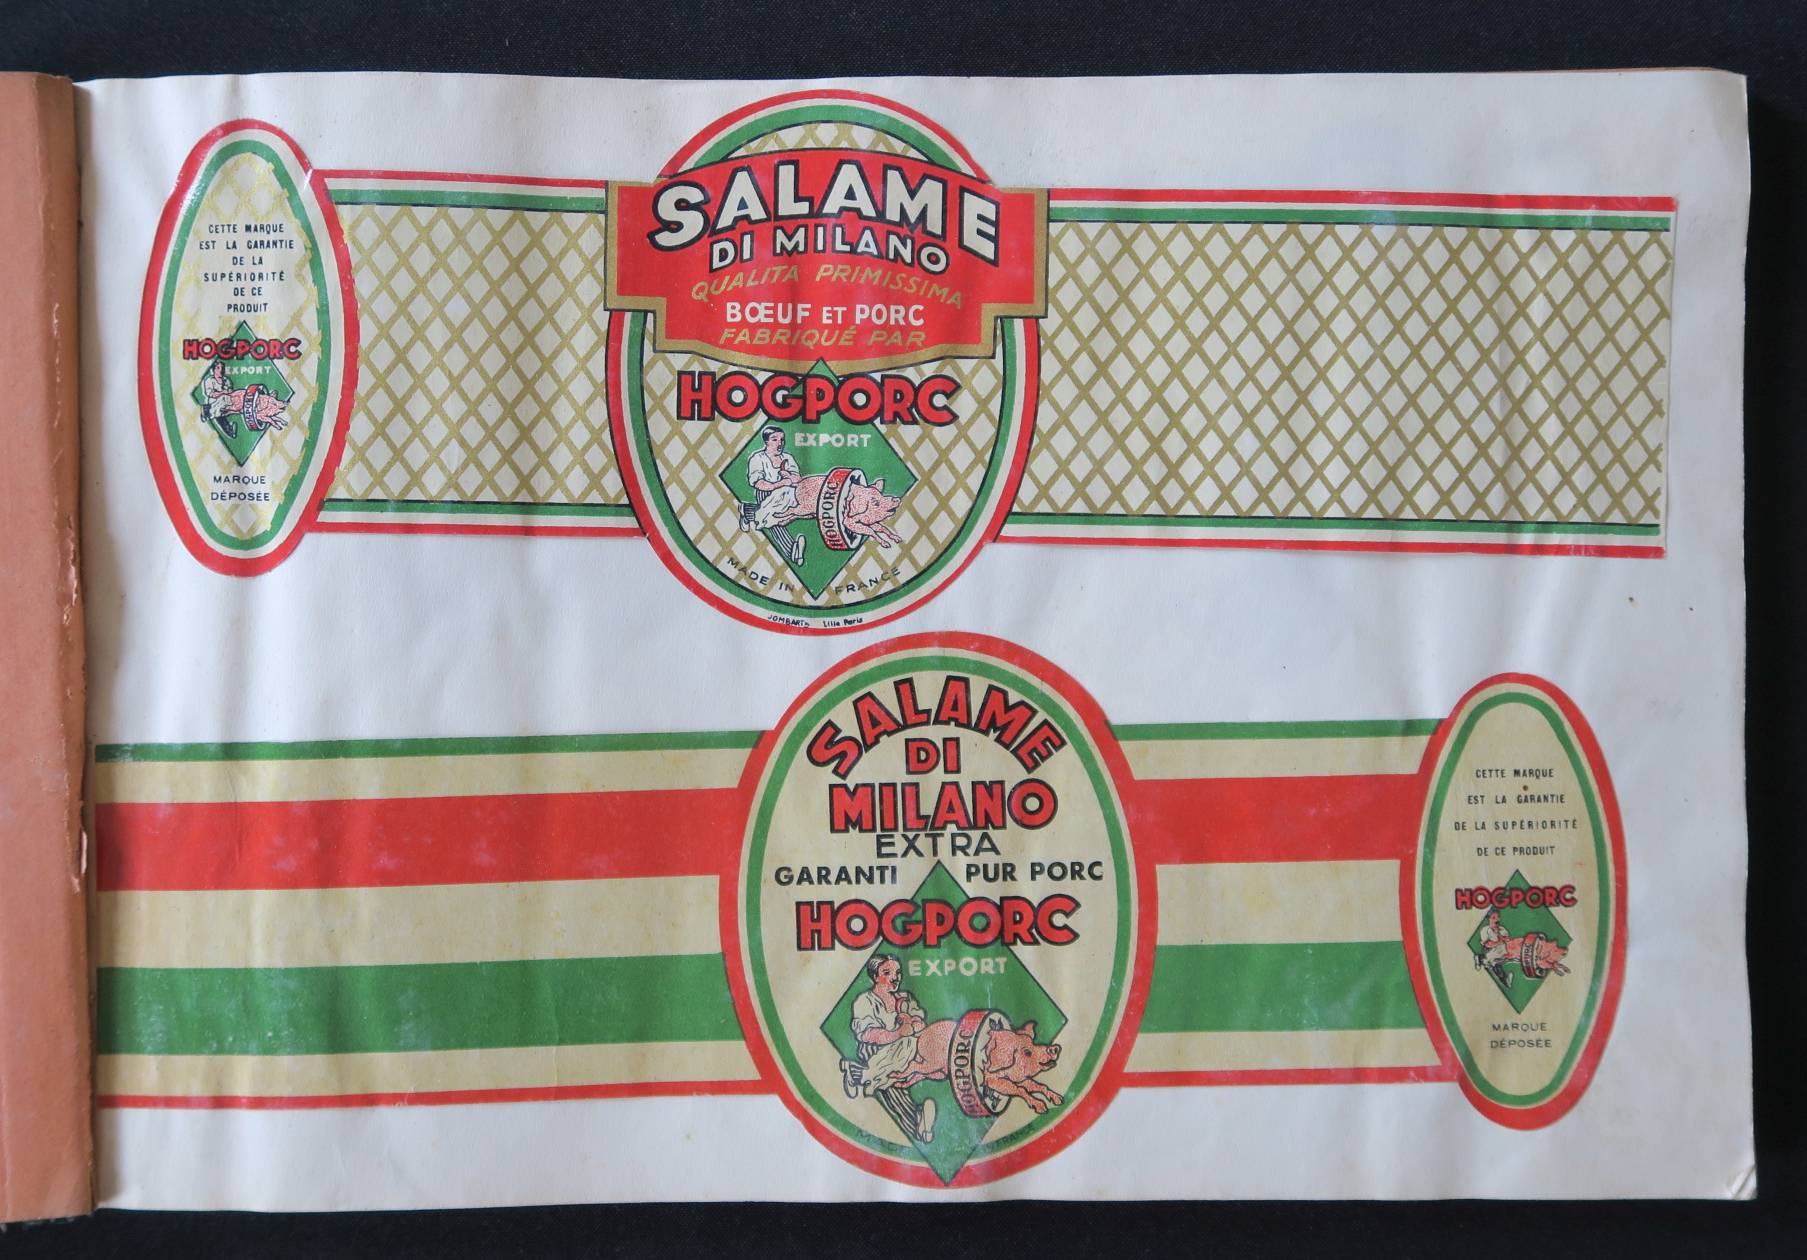 CETTE MARQUE
EST LA GARANTIE
DE LA
SUPÉRIORITÉ
DE CE
PRODUIT
HOGPORC
EXPORT
HOGPORC
MARQUE
DÉPOSÉE
SALAME
DI MILANO
QUALITA PRIMISSIMA
BŒUF ET PORC
FABRIQUÉ PAR
HOGPORC
EXPORT
HOGPORC
MADE IN FRANCE
JOMBART Lille Paris
SALAME
DI
MILANO
EXTRA
GARANTI PUR PORC
HOGPORC
EXPORT
HOGPORC
FRANCE
CETTE MARQUE
EST LA GARANTIE
DE LA SUPÉRIORITÉ
DE CE PRODUIT
HOGPORC
MARQUE
DÉPOSÉE